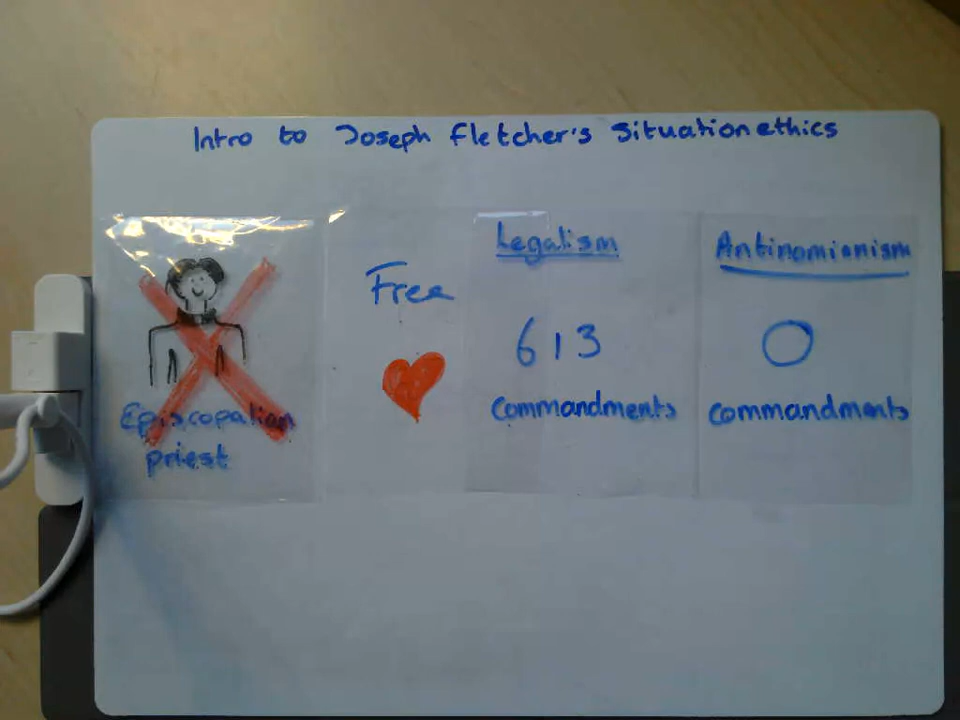 Intro to Joseph Fletcher's Situation ethics
Episcopalian
priest
Free
Legalism
613
commandments
Antinomianism
0
commandments